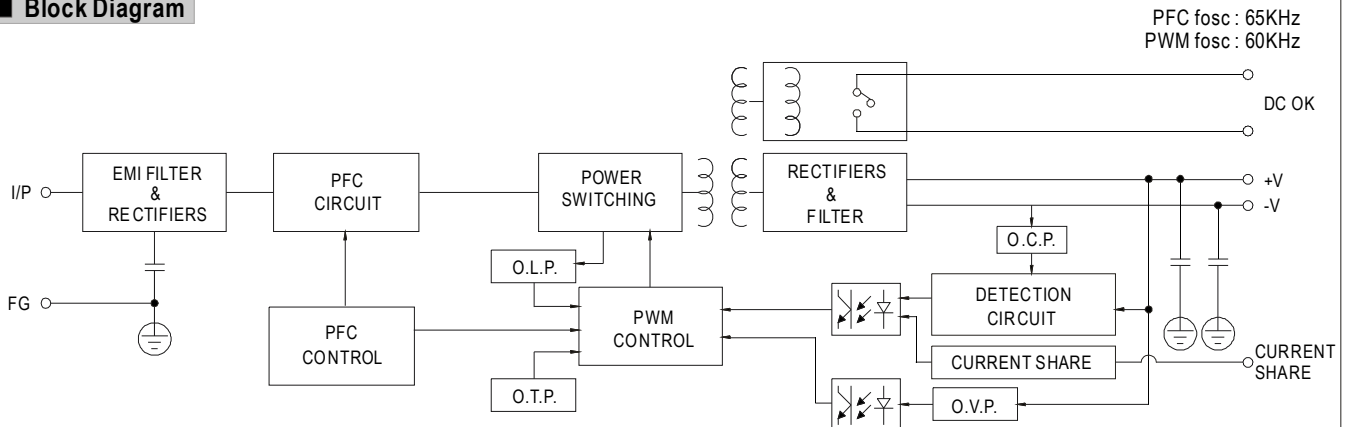 Block Diagram
PFC fosc : 65KHz
PWM fosc : 60KHz
DC OK
I/P
EMI FILTER
&
RECTIFIERS
PFC
CIRCUIT
POWER
SWITCHING
RECTIFIERS
&
FILTER
+V
-V
O.C.P.
O.L.P.
FG
PFC
CONTROL
PWM
CONTROL
DETECTION
CIRCUIT
CURRENT SHARE
CURRENT
SHARE
O.T.P.
O.V.P.